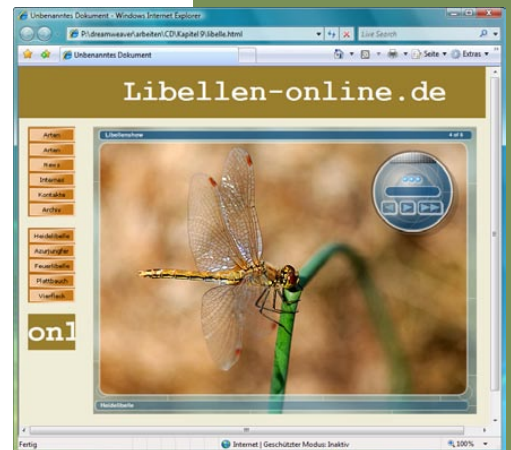 Unbenanntes Dokument - Windows Internet Explorer
P:\dreamweaver\arbeiten\CD\Kapitel 9\libelle.html
Live Search
Unbenanntes Dokument
Seite
Extras
Libellen-online.de
Arten
Arten
News
Internes
Kontakte
Archiv
Heidelibelle
Azurjungfer
Feuerlibelle
Plattbauch
Vierfleck
onl
Libellenshow
4 of 6
Heidelibelle
Fertig
Internet | Geschützter Modus: Inaktiv
100%